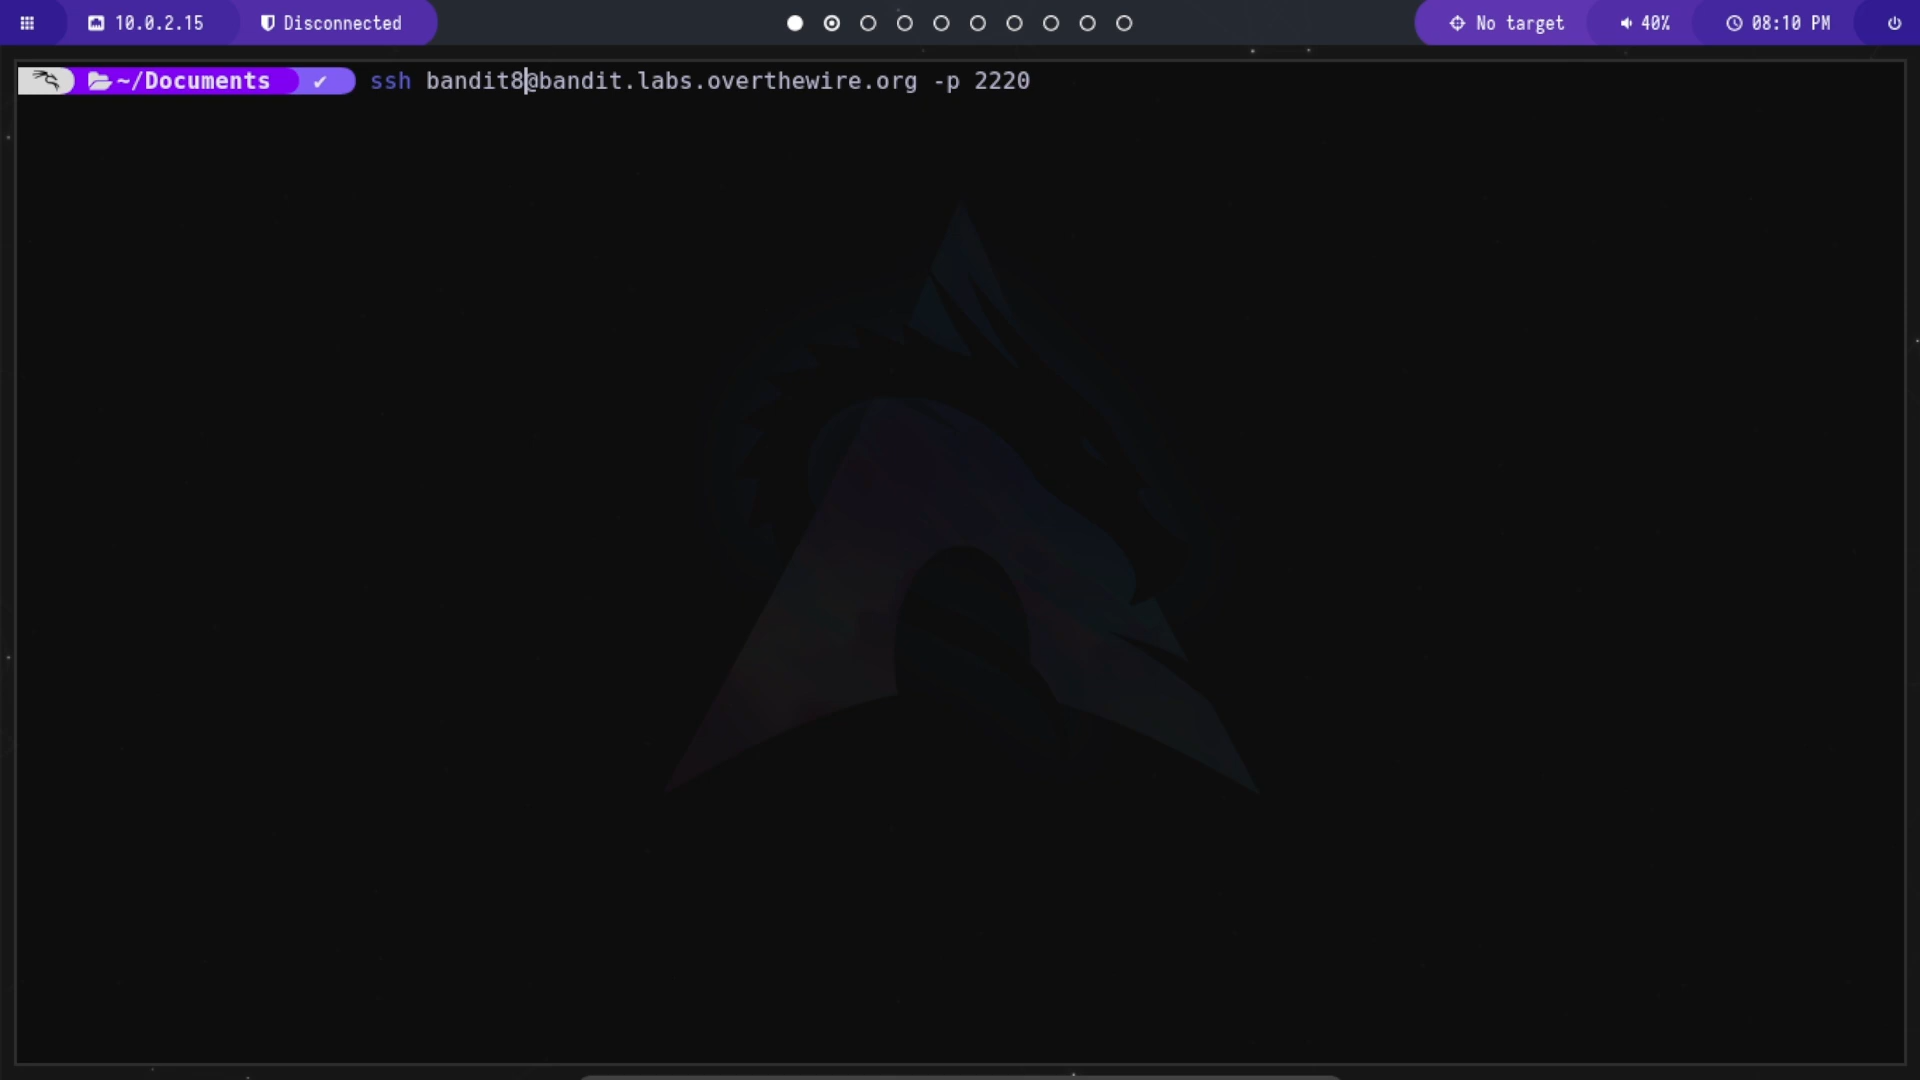 10.0.2.15 Disconnected No target 40% 08:10 PM
~/Documents ✔ ssh bandit8@bandit.labs.overthewire.org -p 2220